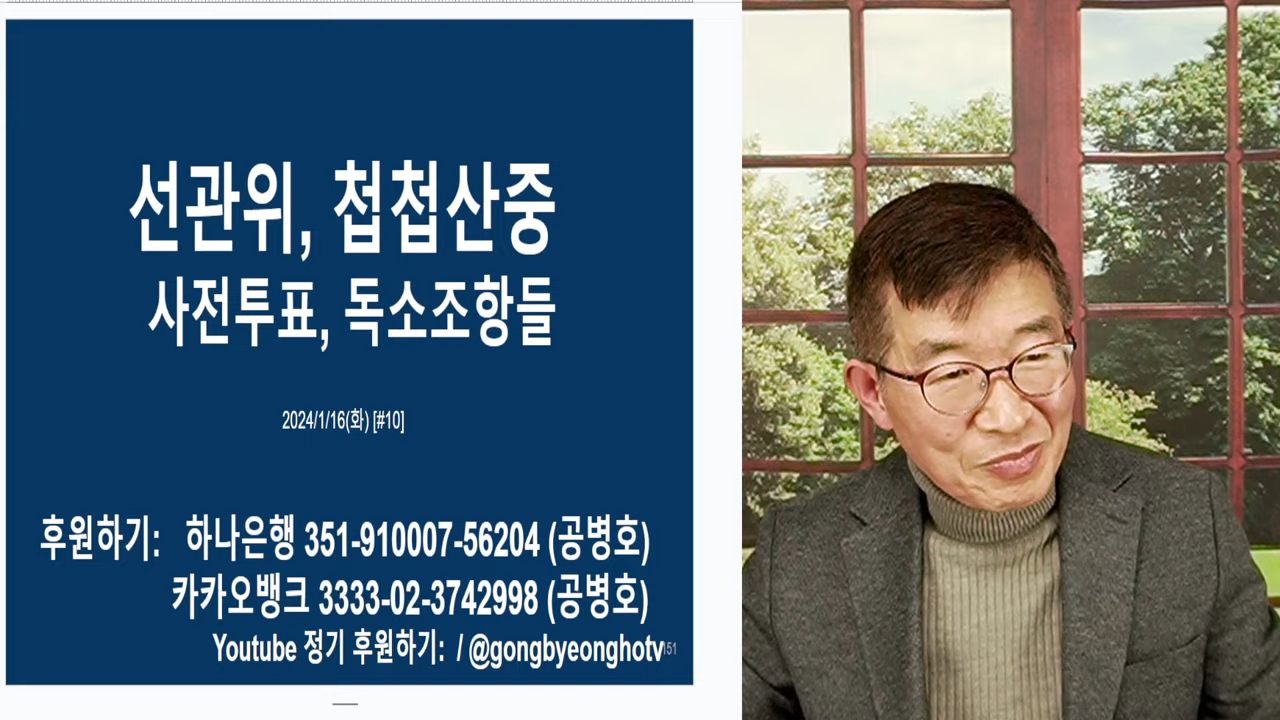 선관위, 첩첩산중
사전투표, 독소조항들
2024/1/16(화) [#10]
후원하기: 하나은행 351-910007-56204 (공병호)
카카오뱅크 3333-02-3742998 (공병호)
Youtube 정기 후원하기: / @gongbyeonghotv
151